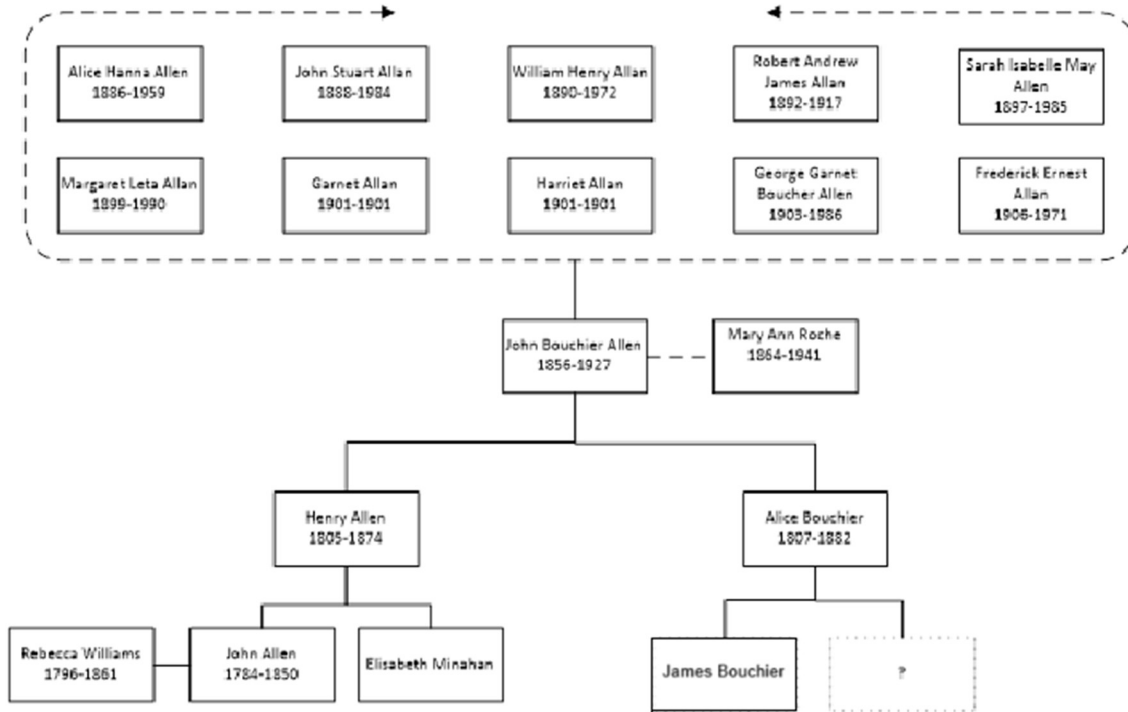 Alice Hanna Allen
1886-1959
John Stuart Allan
1888-1984
William Henry Allan
1890-1972
Robert Andrew
James Allan
1892-1917
Sarah Isabelle May
Allen
1897-1985
Margaret Leta Allan
1899-1990
Garnet Allan
1901-1901
Harriet Allan
1901-1901
George Garnet
Boucher Allen
1903-1986
Frederick Ernest
Allan
1906-1971
John Bouchier Allen
1856-1927
Mary Ann Roche
1864-1941
Henry Allen
1805-1874
Alice Bouchier
1807-1882
Rebecca Williams
1796-1861
John Allen
1784-1850
Elisabeth Minahan
James Bouchier
?